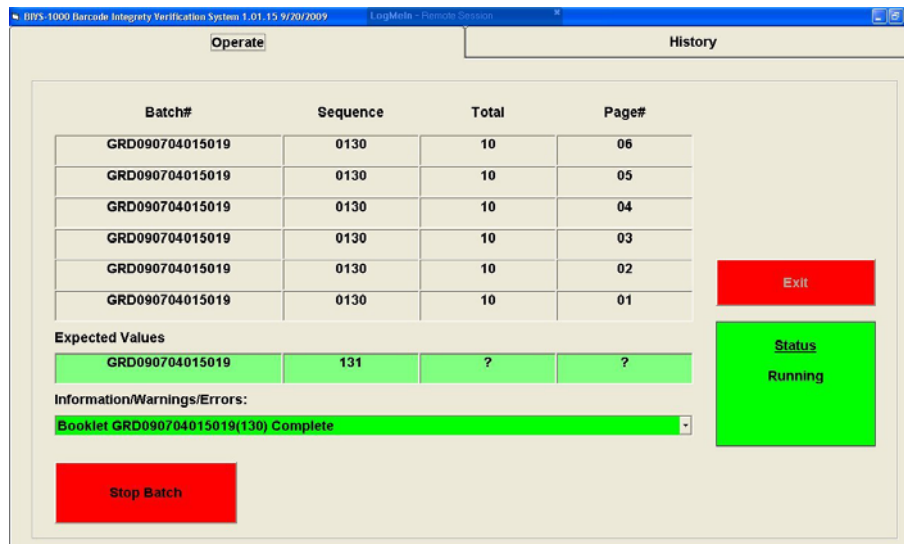 BIVS-1000 Barcode Integrety Verification System 1.01.15 9/20/2009 LogMeIn - Remote Session
Operate History
Batch# Sequence Total Page#
GRD090704015019 0130 10 06
GRD090704015019 0130 10 05
GRD090704015019 0130 10 04
GRD090704015019 0130 10 03
GRD090704015019 0130 10 02
GRD090704015019 0130 10 01
Exit
Expected Values
GRD090704015019 131 ? ?
Status
Running
Information/Warnings/Errors:
Booklet GRD090704015019(130) Complete
Stop Batch